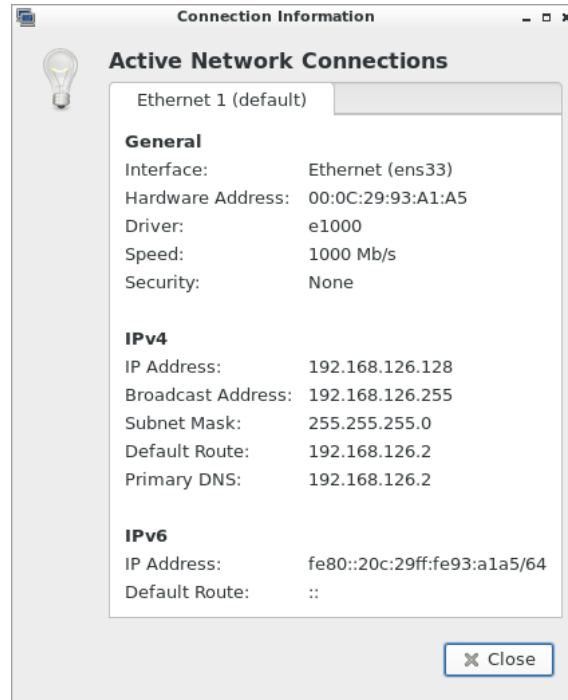 Connection Information
Active Network Connections
Ethernet 1 (default)
General
Interface: Ethernet (ens33)
Hardware Address: 00:0C:29:93:A1:A5
Driver: e1000
Speed: 1000 Mb/s
Security: None
IPv4
IP Address: 192.168.126.128
Broadcast Address: 192.168.126.255
Subnet Mask: 255.255.255.0
Default Route: 192.168.126.2
Primary DNS: 192.168.126.2
IPv6
IP Address: fe80::20c:29ff:fe93:a1a5/64
Default Route: ::
Close